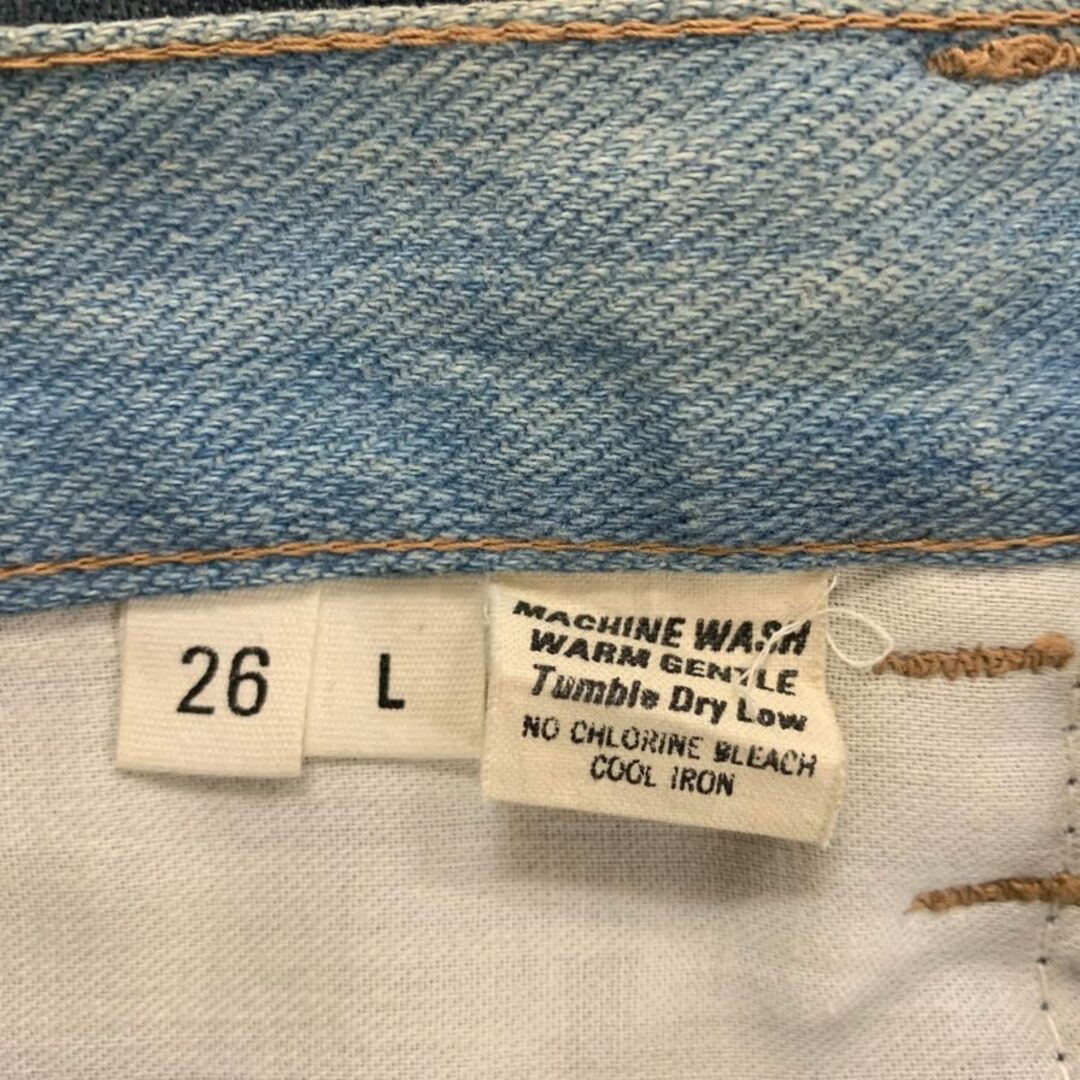 26
L
MACHINE WASH
WARM GENTLE
Tumble Dry Low
NO CHLORINE BLEACH
COOL IRON